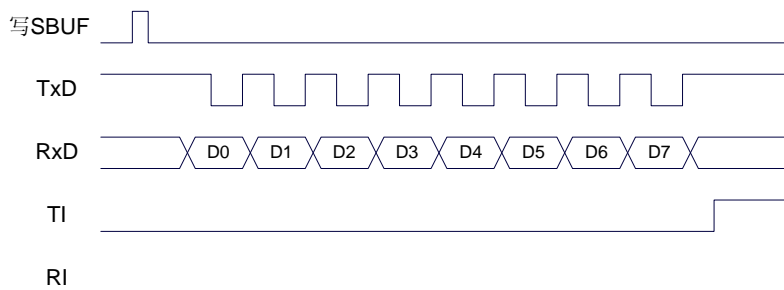 写SBUF
TxD
RxD D0 D1 D2 D3 D4 D5 D6 D7
TI
RI